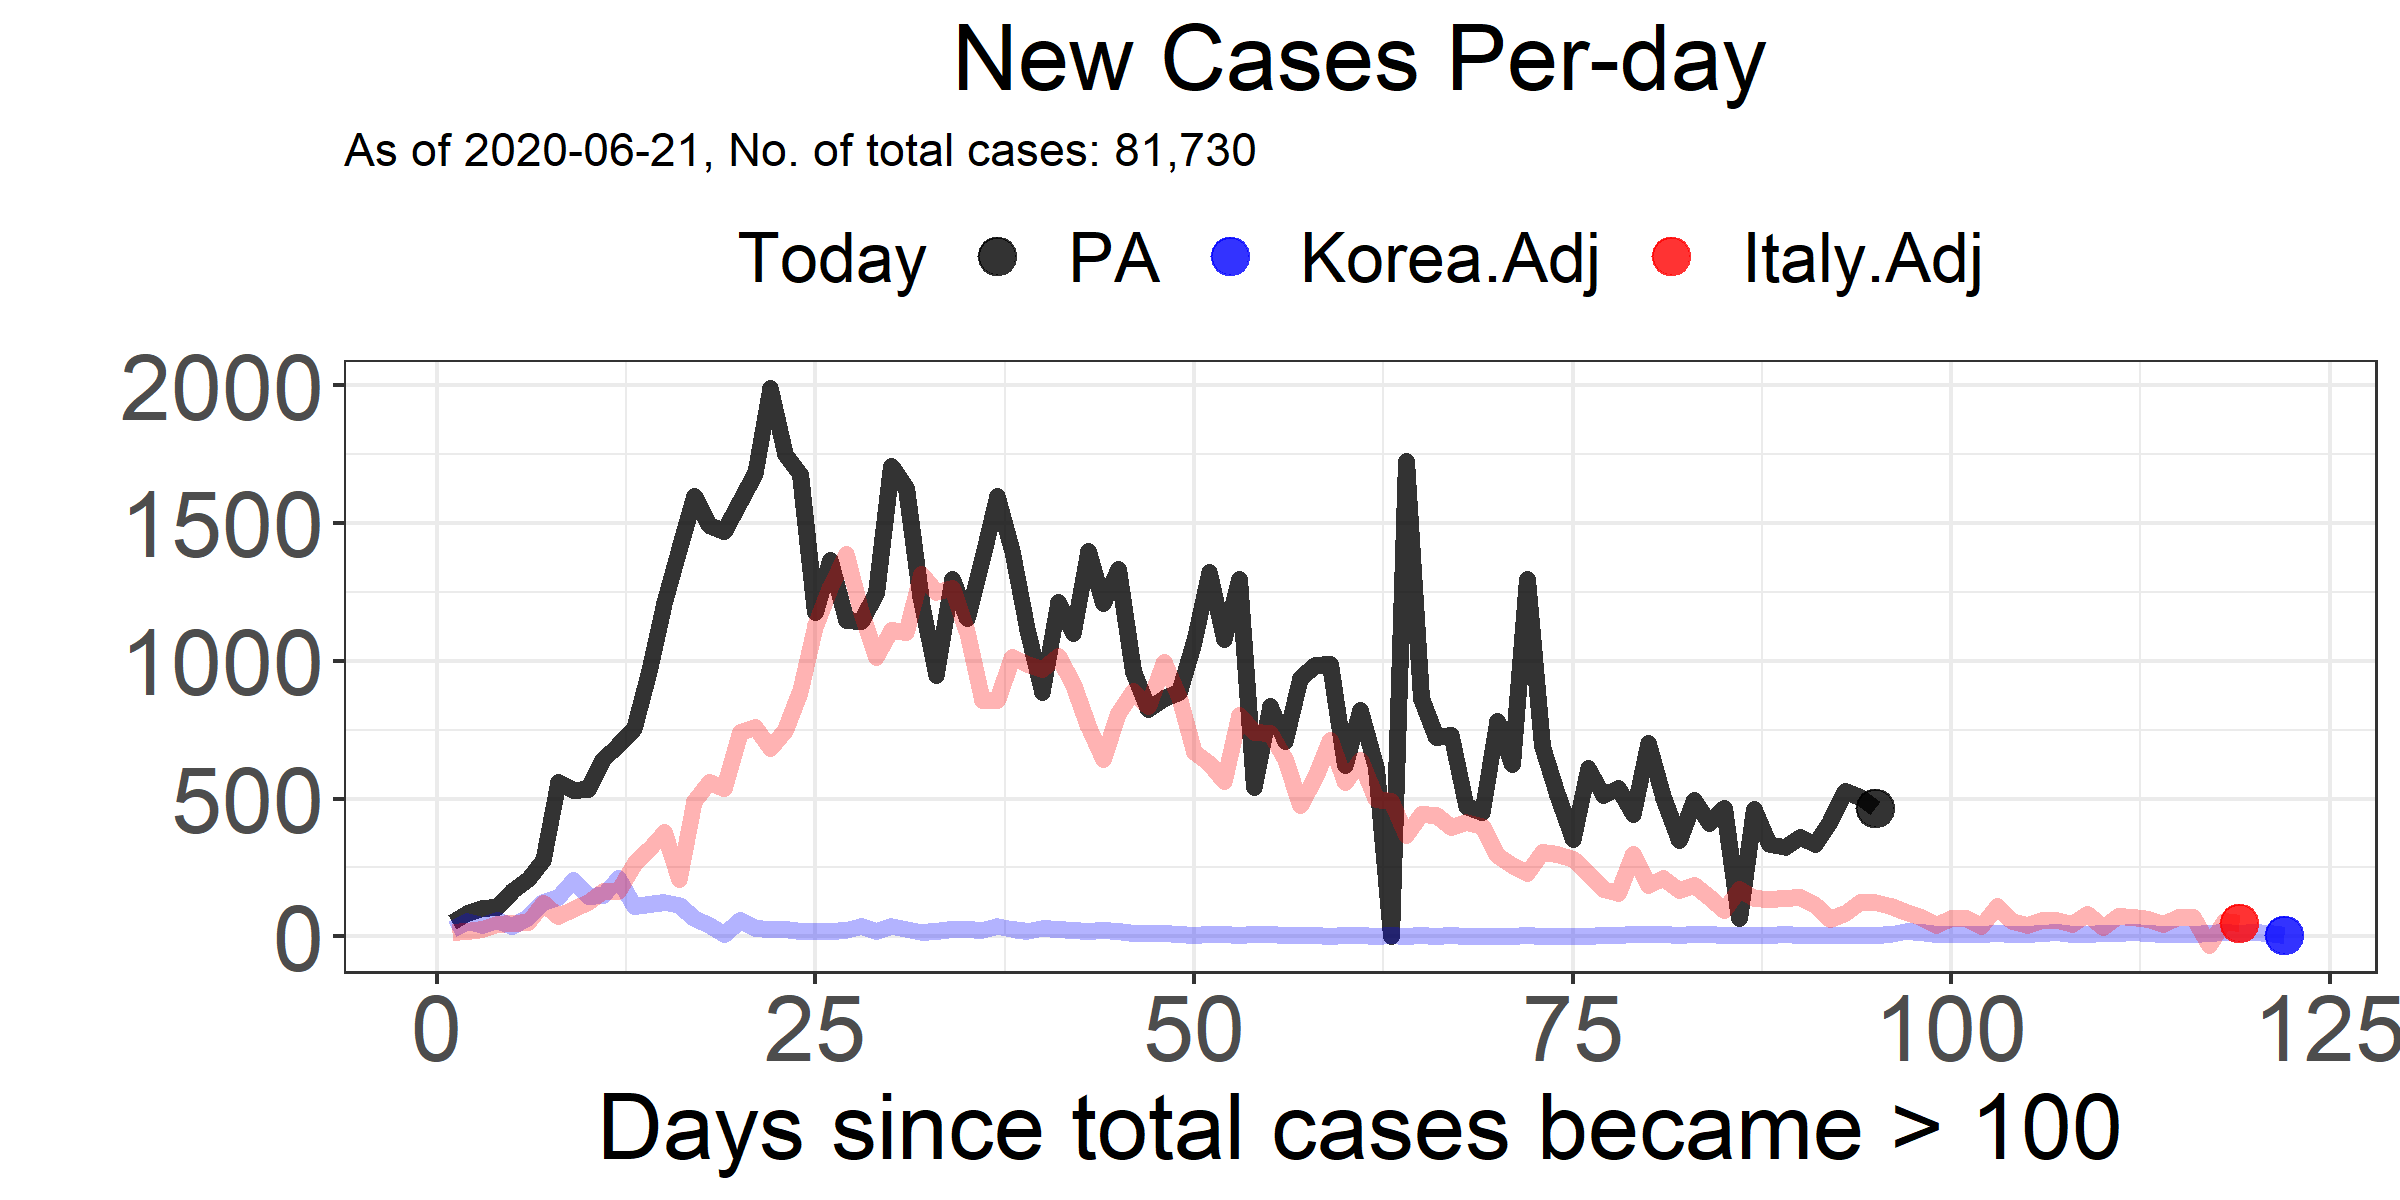 New Cases Per-day
As of 2020-06-21, No. of total cases: 81,730
Today PA Korea.Adj Italy.Adj
2000
1500
1000
500
0
0 25 50 75 100 125
Days since total cases became > 100